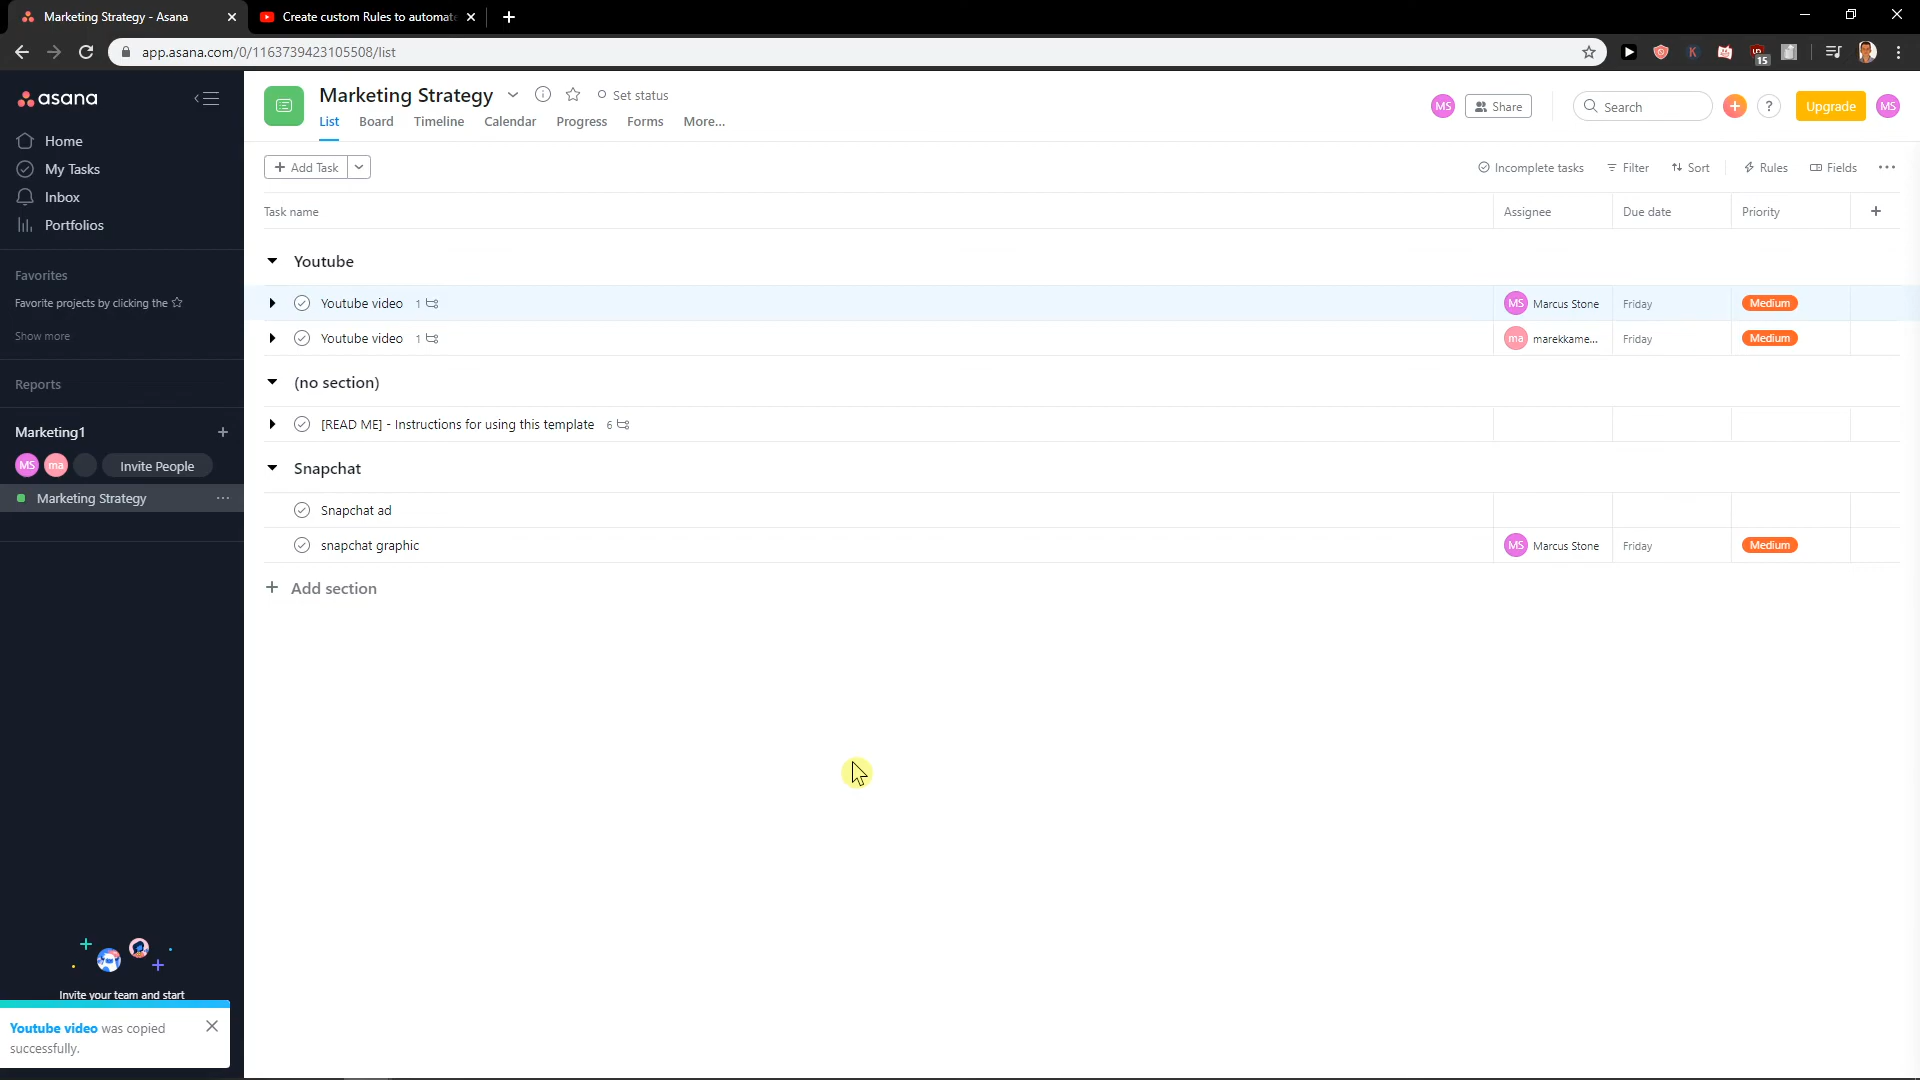 Marketing Strategy - Asana
Create custom Rules to automat
app.asana.com/0/1163739423105508/list
K
15
asana
Home
My Tasks
Inbox
Portfolios
Favorites
Favorite projects by clicking the
Show more
Reports
Marketing1
MS ma Invite People
Marketing Strategy
Invite your team and start
Youtube video was copied
successfully.
Marketing Strategy
Set status
List Board Timeline Calendar Progress Forms More...
MS Share Search ? Upgrade MS
Add Task
Incomplete tasks Filter Sort Rules Fields
Task name Assignee Due date Priority
Youtube
Youtube video 1 MS Marcus Stone Friday Medium
Youtube video 1 ma marekkame... Friday Medium
(no section)
[READ ME] - Instructions for using this template 6
Snapchat
Snapchat ad
snapchat graphic MS Marcus Stone Friday Medium
Add section